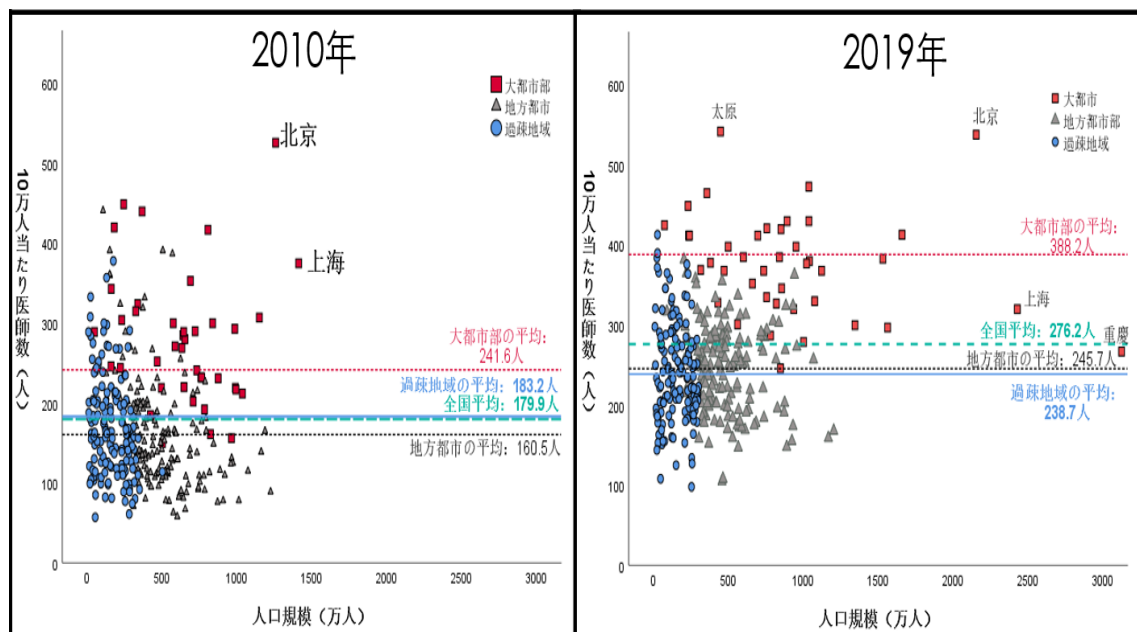 2010年
600
500
400
300
200
100
0
10万人当たり医師数（人）
大都市部
地方都市
過疎地域
北京
上海
大都市部の平均:
241.6人
過疎地域の平均: 183.2人
全国平均: 179.9人
地方都市の平均: 160.5人
0
500
1000
1500
2000
2500
3000
人口規模（万人）
2019年
600
500
400
300
200
100
0
10万人当たり医師数（人）
大都市
地方都市部
過疎地域
太原
北京
大都市部の平均:
388.2人
上海
全国平均: 276.2人
重慶
地方都市の平均: 245.7人
過疎地域の平均:
238.7人
0
500
1000
1500
2000
2500
3000
人口規模（万人）